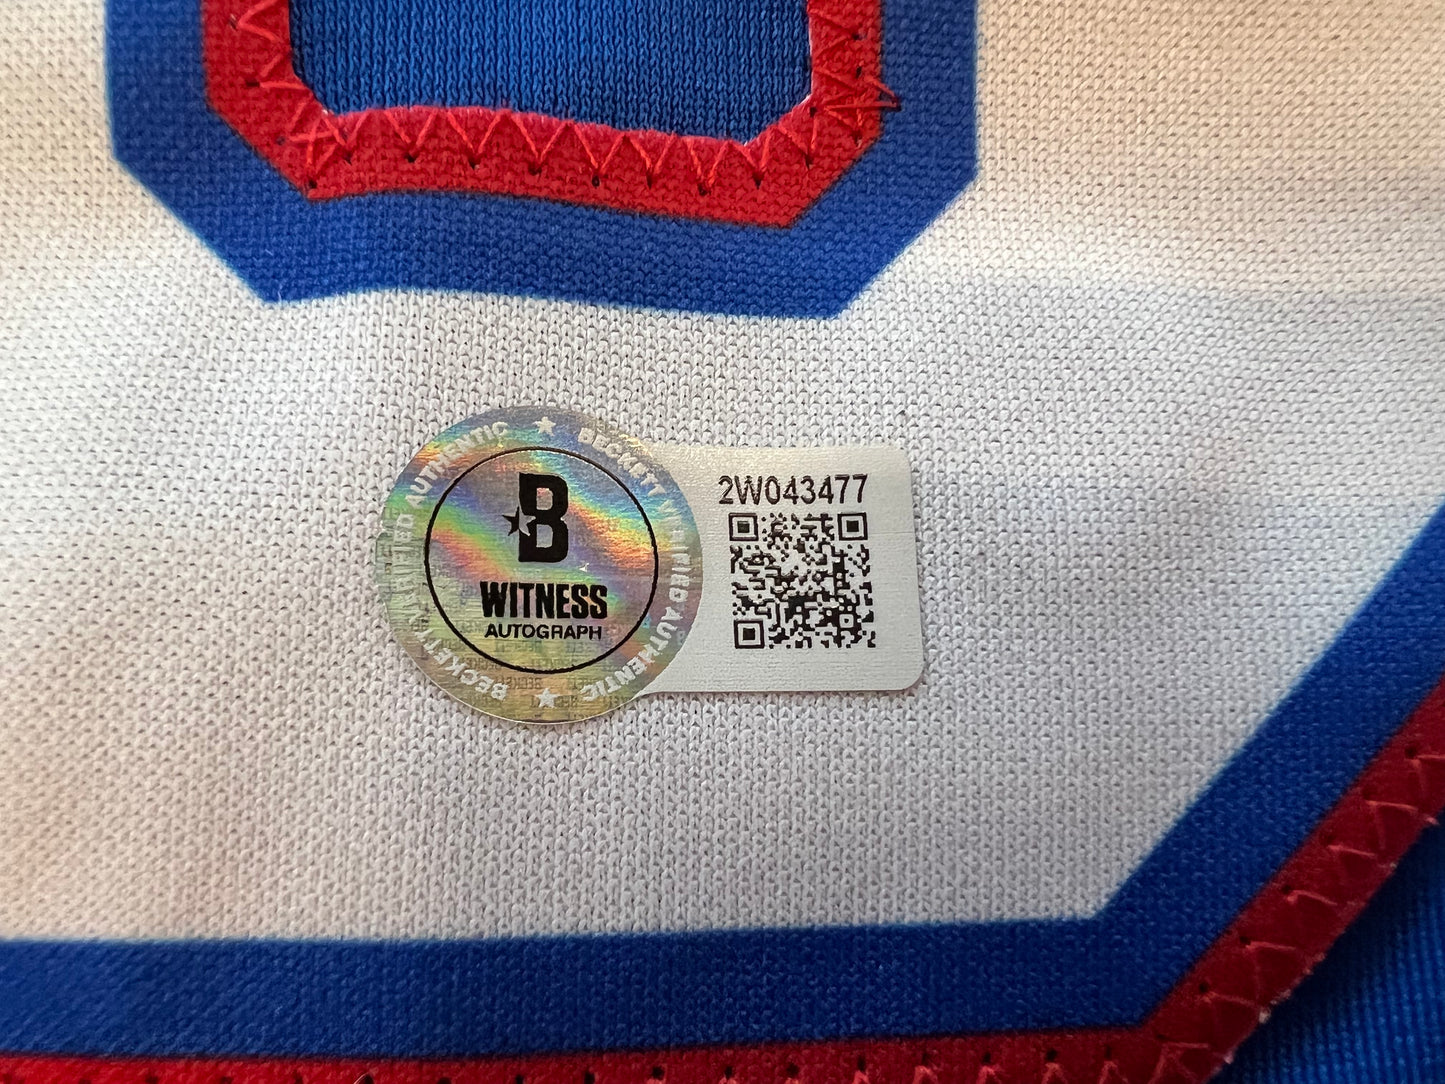 BECKETT VERIFIED AUTHENTIC ★ BECKETT VERIFIED AUTHENTIC ★
B
WITNESS
AUTOGRAPH
2W043477